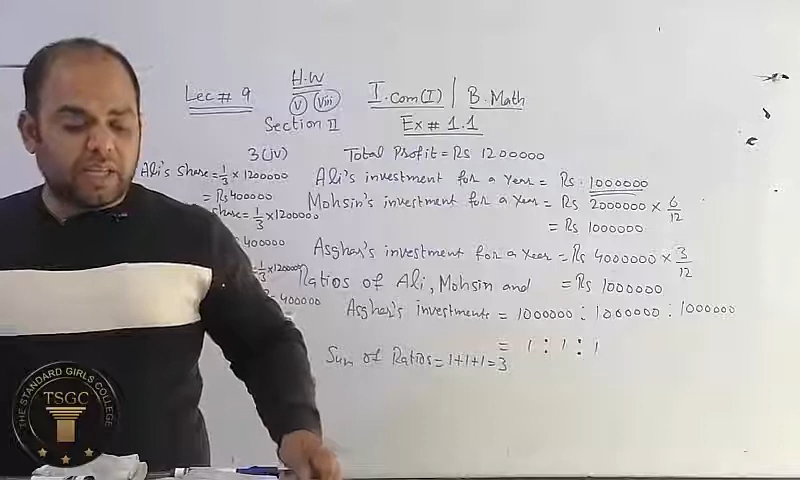 Lec # 9
H.W
V viii
I.Com(I) | B.Math
Section II
Ex # 1.1
3(iv)
Total Profit = Rs 1200000
Ali's Share = 1/3 × 1200000
= Rs 400000
Share = 1/3 × 1200000
400000
1/3 × 1200000
400000
Ali's investment for a Year = Rs. 1000000
Mohsin's investment for a Year = Rs 2000000 × 6/12
= Rs 1000000
Asghar's investment for a Year = Rs 4000000 × 3/12
= Rs 1000000
Ratios of Ali, Mohsin and
Asghar's investments = 1000000 : 1000000 : 1000000
= 1 : 1 : 1
Sum of Ratios = 1+1+1 = 3
THE STANDARD GIRLS COLLEGE
TSGC